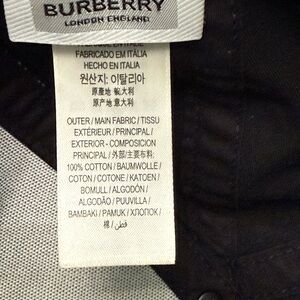 BURBERRY
LONDON ENGLAND
FABRICADO EM ITÁLIA
HECHO EN ITALIA
원산지: 이탈리아
原產地 意大利
原产地 意大利
OUTER / MAIN FABRIC / TISSU
EXTÉRIEUR / PRINCIPAL /
EXTERIOR - COMPOSICION
PRINCIPAL / 外部/主要布料:
100% COTTON / BAUMWOLLE /
COTON / COTONE / KATOEN /
BOMULL / ALGODÓN /
ALGODÃO / PUUVILLA /
BAMBAKI / PAMUK / ХЛОПОК /
棉 / قطن